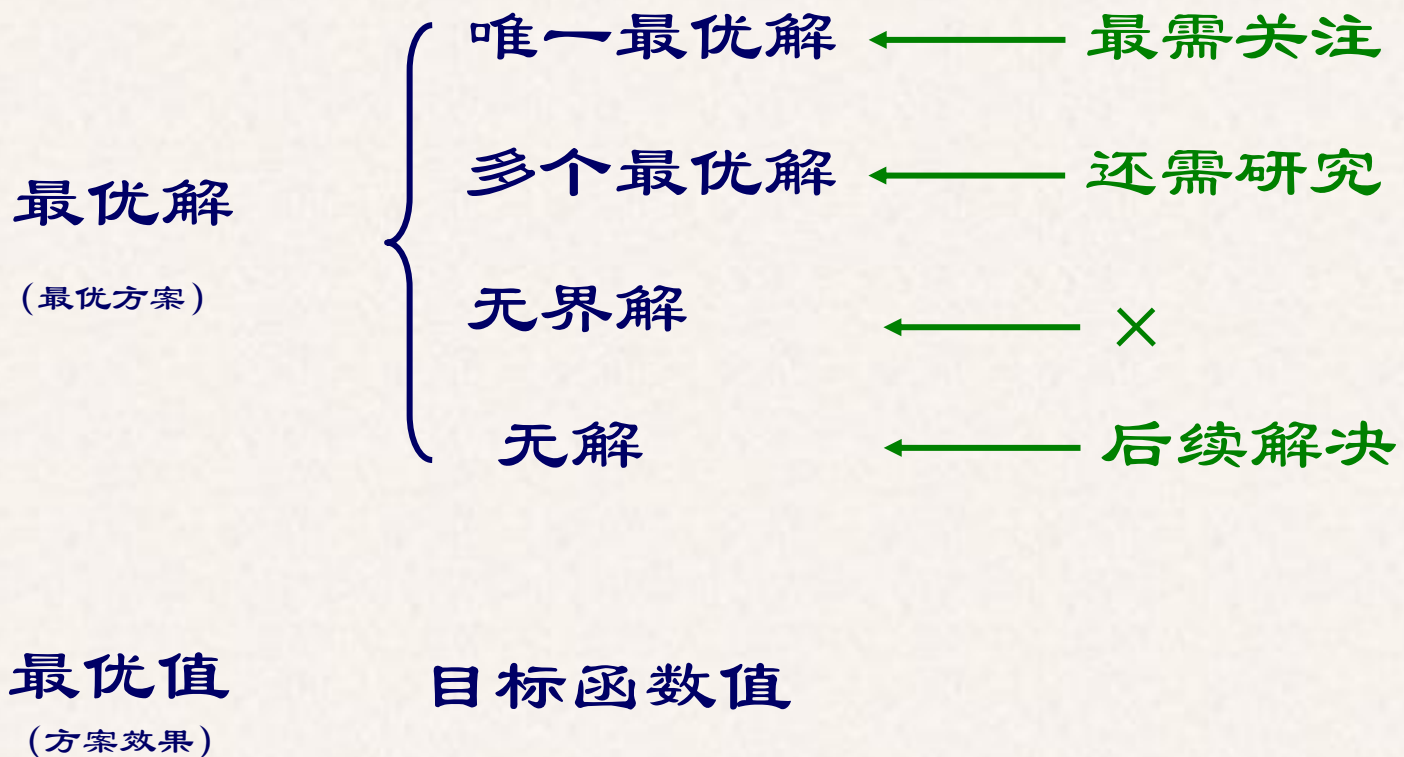 唯一最优解 ← 最需关注
多个最优解 ← 还需研究
最优解
(最优方案)
无界解 ← ×
无解 ← 后续解决
最优值 目标函数值
(方案效果)